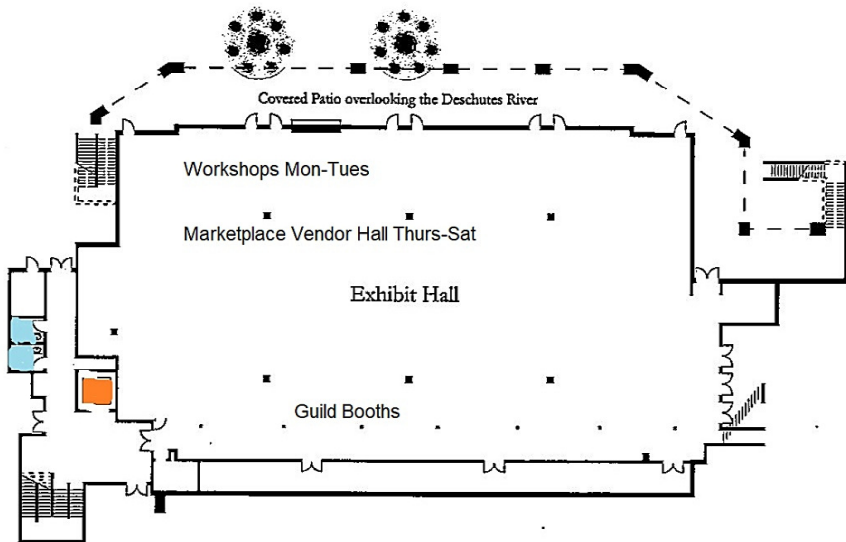 Covered Patio overlooking the Deschutes River
Workshops Mon-Tues
Marketplace Vendor Hall Thurs-Sat
Exhibit Hall
Guild Booths